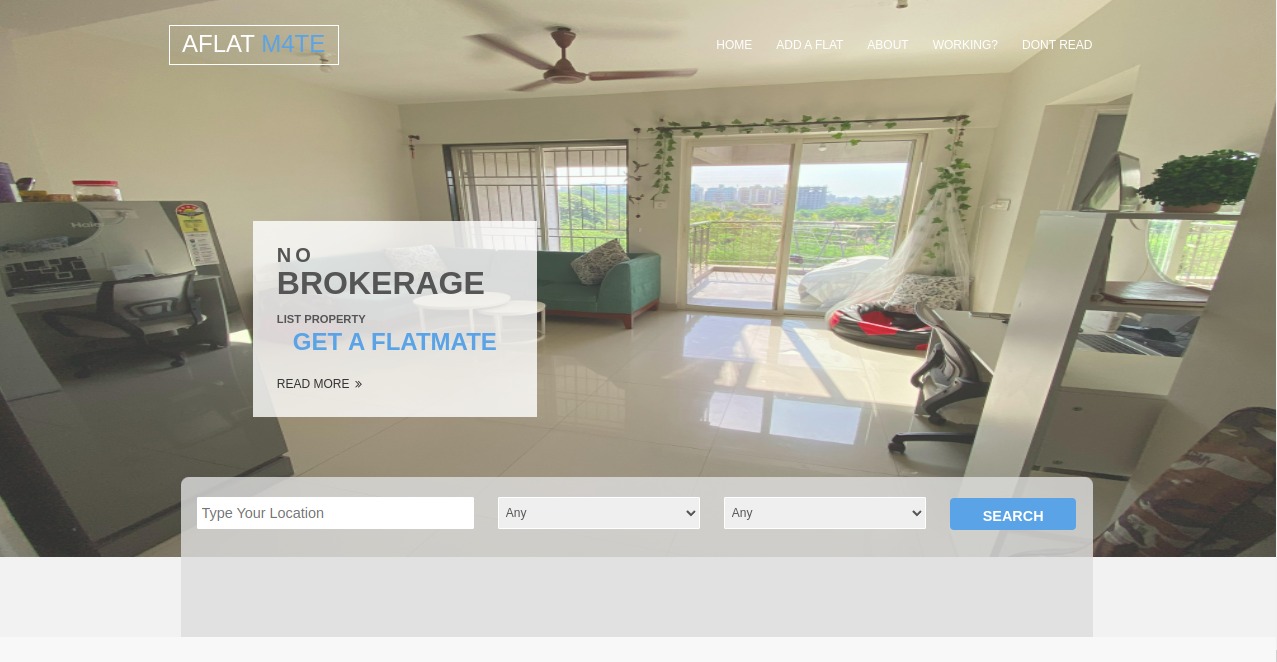 AFLAT M4TE
HOME ADD A FLAT ABOUT WORKING? DONT READ
Haier
NO
BROKERAGE
LIST PROPERTY
GET A FLATMATE
READ MORE »
Type Your Location Any Any SEARCH